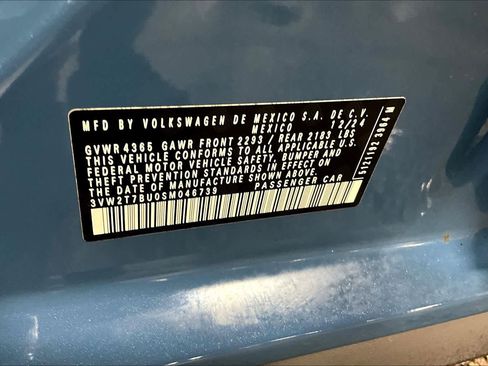 MFD BY VOLKSWAGEN DE MEXICO S.A. DE C.V.
MEXICO 12/24
GVWR 4365 GAWR FRONT 2293 / REAR 2183 LBS
THIS VEHICLE CONFORMS TO ALL APPLICABLE U.S.
FEDERAL MOTOR VEHICLE SAFETY, BUMPER AND
THEFT PREVENTION STANDARDS IN EFFECT ON
THE DATE OF MANUFACTURE SHOWN ABOVE.
3VW2T7BU0SM046739 PASSENGER CAR